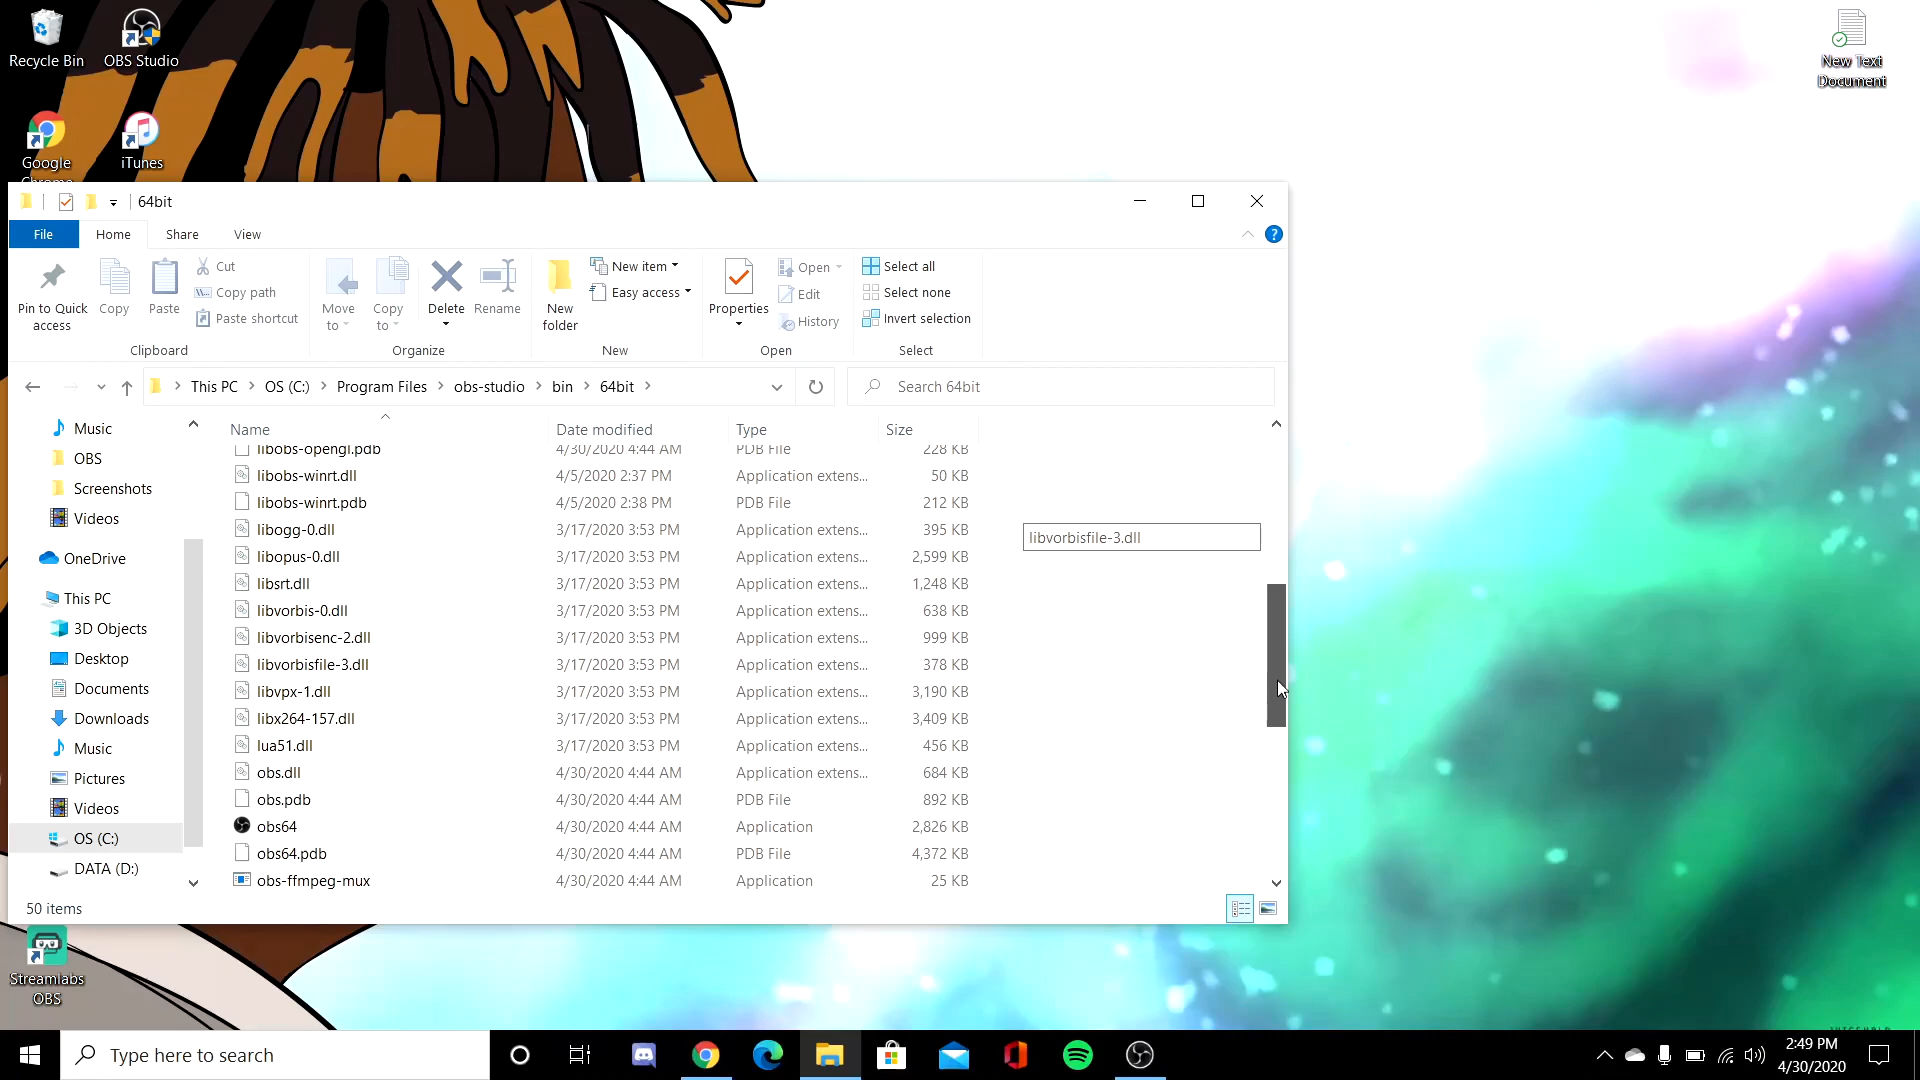 Recycle Bin
OBS Studio
New Text
Document
Google
Chrome
iTunes
64bit
File
Home
Share
View
?
Pin to Quick
access
Copy
Paste
Cut
Copy path
Paste shortcut
Clipboard
Move
to
Copy
to
Delete
Rename
Organize
New
folder
New item
Easy access
New
Properties
Open
Edit
History
Open
Select all
Select none
Invert selection
Select
This PC > OS (C:) > Program Files > obs-studio > bin > 64bit >
Search 64bit
Music
OBS
Screenshots
Videos
OneDrive
This PC
3D Objects
Desktop
Documents
Downloads
Music
Pictures
Videos
OS (C:)
DATA (D:)
Name Date modified Type Size
libobs-opengl.pdb 4/30/2020 4:44 AM PDB File 228 KB
libobs-winrt.dll 4/5/2020 2:37 PM Application extens... 50 KB
libobs-winrt.pdb 4/5/2020 2:38 PM PDB File 212 KB
libogg-0.dll 3/17/2020 3:53 PM Application extens... 395 KB
libopus-0.dll 3/17/2020 3:53 PM Application extens... 2,599 KB
libsrt.dll 3/17/2020 3:53 PM Application extens... 1,248 KB
libvorbis-0.dll 3/17/2020 3:53 PM Application extens... 638 KB
libvorbisenc-2.dll 3/17/2020 3:53 PM Application extens... 999 KB
libvorbisfile-3.dll 3/17/2020 3:53 PM Application extens... 378 KB
libvpx-1.dll 3/17/2020 3:53 PM Application extens... 3,190 KB
libx264-157.dll 3/17/2020 3:53 PM Application extens... 3,409 KB
lua51.dll 3/17/2020 3:53 PM Application extens... 456 KB
obs.dll 4/30/2020 4:44 AM Application extens... 684 KB
obs.pdb 4/30/2020 4:44 AM PDB File 892 KB
obs64 4/30/2020 4:44 AM Application 2,826 KB
obs64.pdb 4/30/2020 4:44 AM PDB File 4,372 KB
obs-ffmpeg-mux 4/30/2020 4:44 AM Application 25 KB
libvorbisfile-3.dll
50 items
Streamlabs
OBS
Type here to search
2:49 PM
4/30/2020